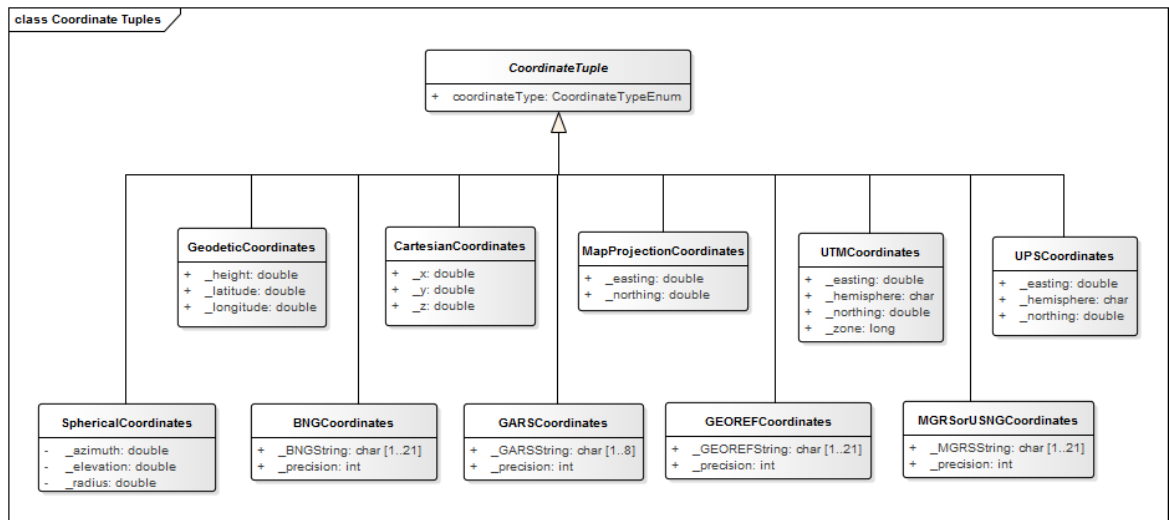 class Coordinate Tuples
CoordinateTuple
+ coordinateType: CoordinateTypeEnum
GeodeticCoordinates
+ _height: double
+ _latitude: double
+ _longitude: double
CartesianCoordinates
+ _x: double
+ _y: double
+ _z: double
MapProjectionCoordinates
+ _easting: double
+ _northing: double
UTMCoordinates
+ _easting: double
+ _hemisphere: char
+ _northing: double
+ _zone: long
UPSCoordinates
+ _easting: double
+ _hemisphere: char
+ _northing: double
SphericalCoordinates
- _azimuth: double
- _elevation: double
- _radius: double
BNGCoordinates
+ _BNGString: char [1..21]
+ _precision: int
GARSCoordinates
+ _GARSString: char [1..8]
+ _precision: int
GEOREFCoordinates
+ _GEOREFString: char [1..21]
+ _precision: int
MGRSorUSNGCoordinates
+ _MGRSString: char [1..21]
+ _precision: int